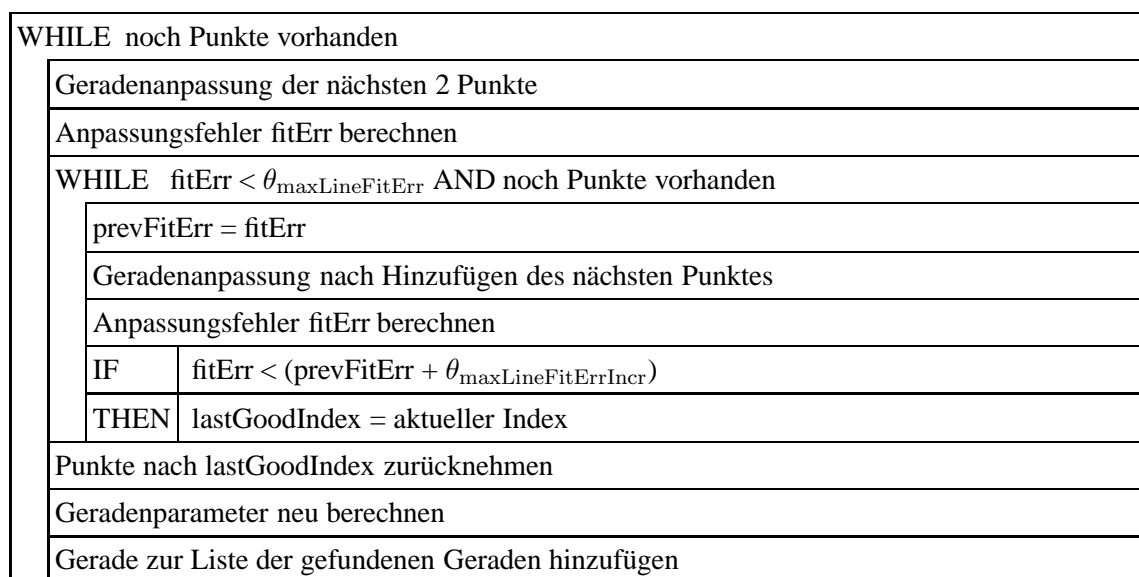 WHILE noch Punkte vorhanden
Geradenanpassung der nächsten 2 Punkte
Anpassungsfehler fitErr berechnen
WHILE fitErr < θmaxLineFitErr AND noch Punkte vorhanden
prevFitErr = fitErr
Geradenanpassung nach Hinzufügen des nächsten Punktes
Anpassungsfehler fitErr berechnen
IF fitErr < (prevFitErr + θmaxLineFitErrIncr)
THEN lastGoodIndex = aktueller Index
Punkte nach lastGoodIndex zurücknehmen
Geradenparameter neu berechnen
Gerade zur Liste der gefundenen Geraden hinzufügen